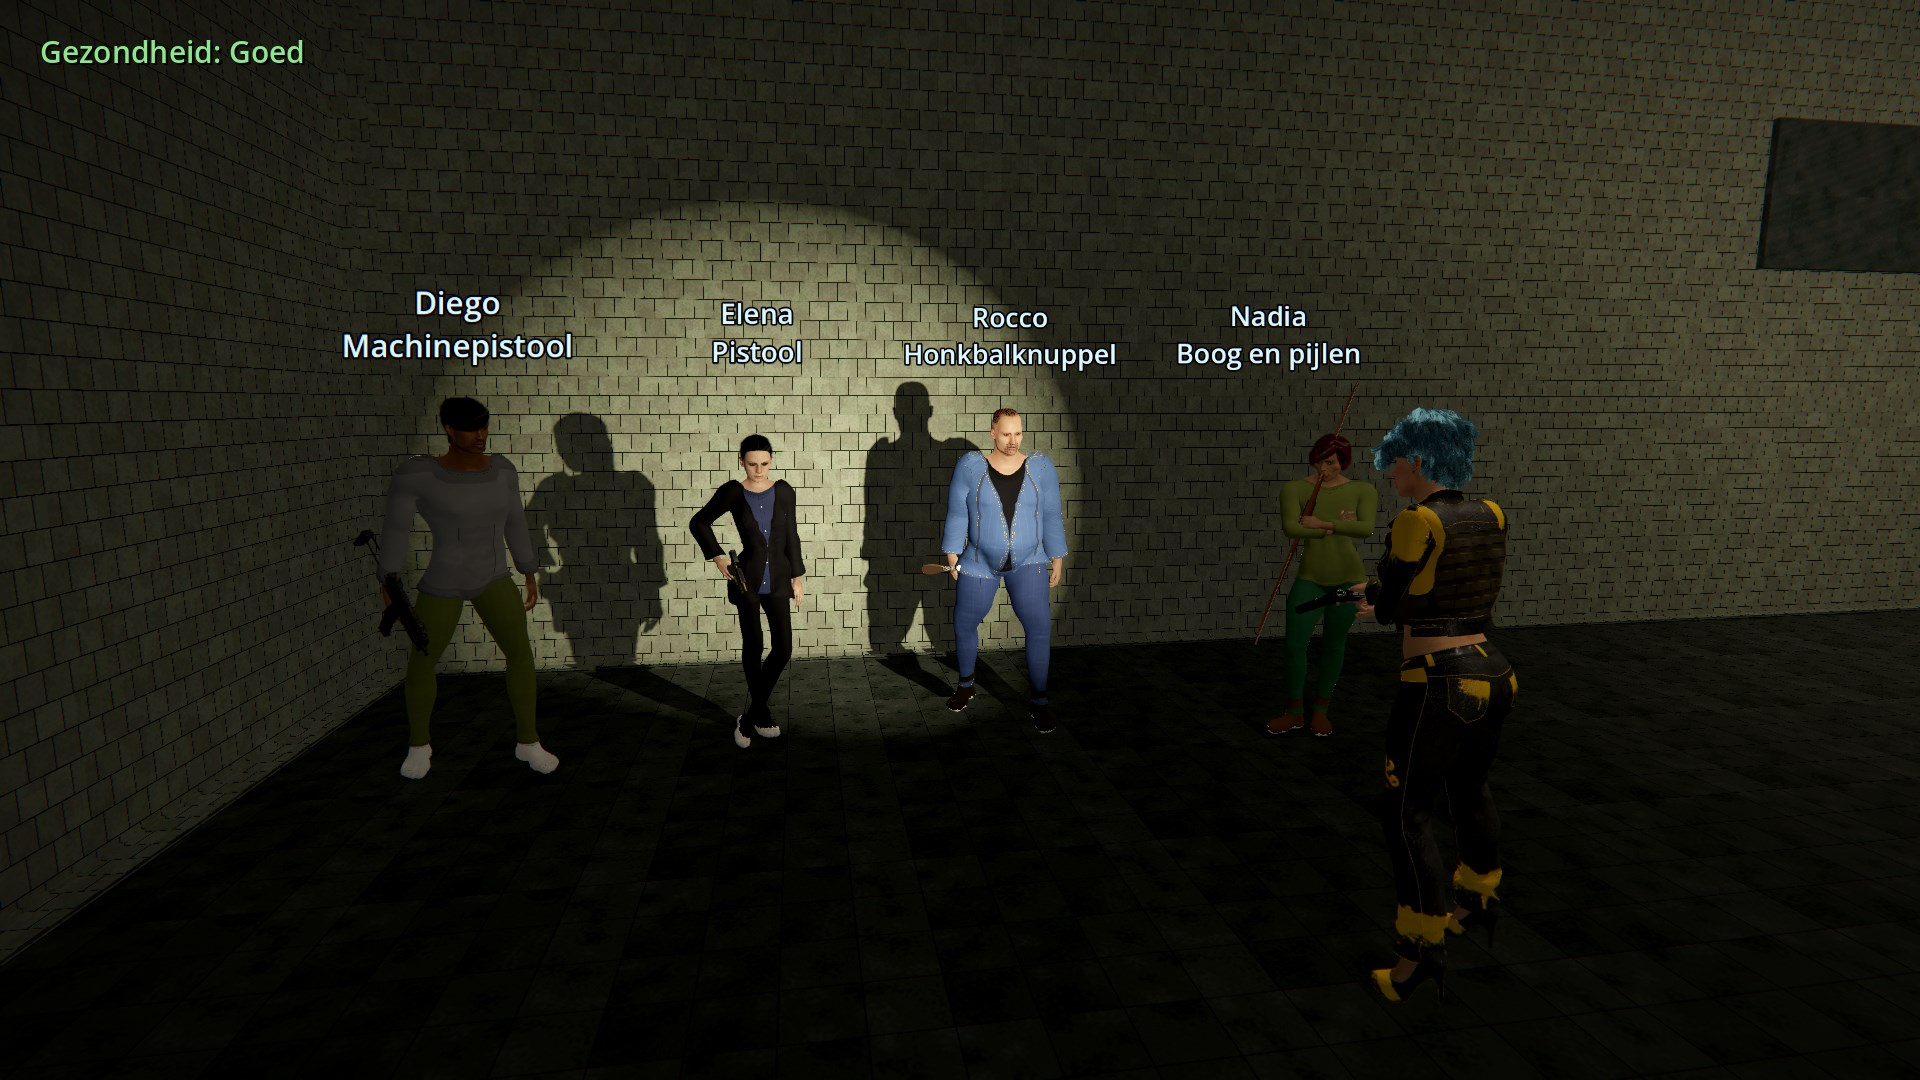 Gezondheid: Goed
Diego
Machinepistool
Elena
Pistool
Rocco
Honkbalknuppel
Nadia
Boog en pijlen